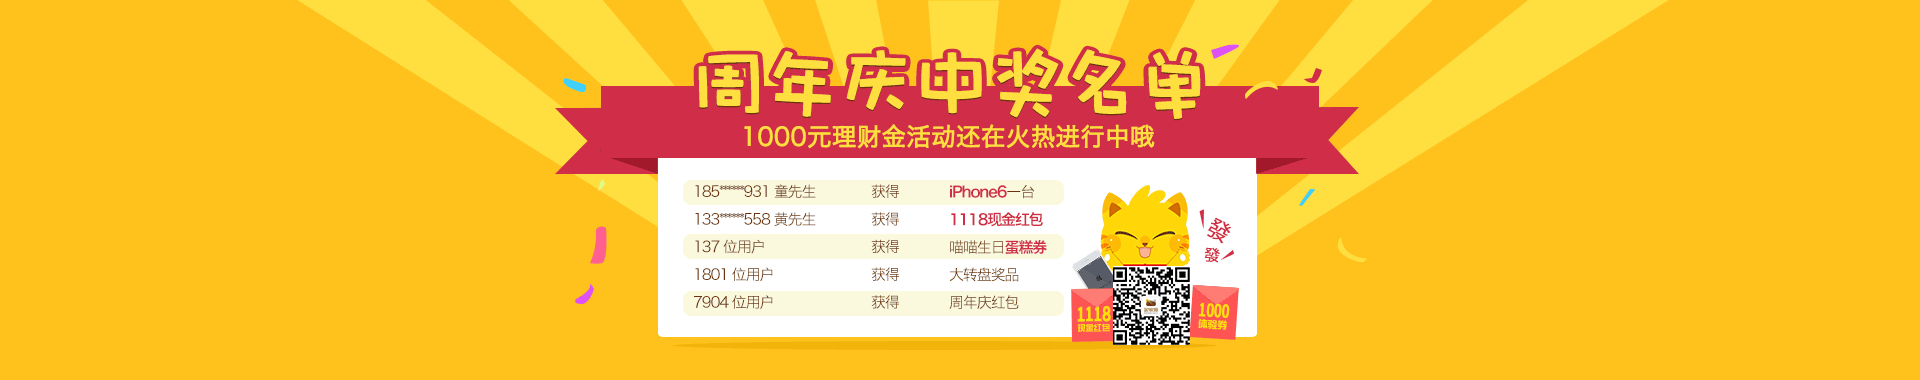 周年庆中奖名单
1000元理财金活动还在火热进行中哦
185******931 童先生 获得 iPhone6一台
133******558 黄先生 获得 1118现金红包
137 位用户 获得 喵喵生日蛋糕券
1801 位用户 获得 大转盘奖品
7904 位用户 获得 周年庆红包
發
發
1118
现金红包
1000
体验券